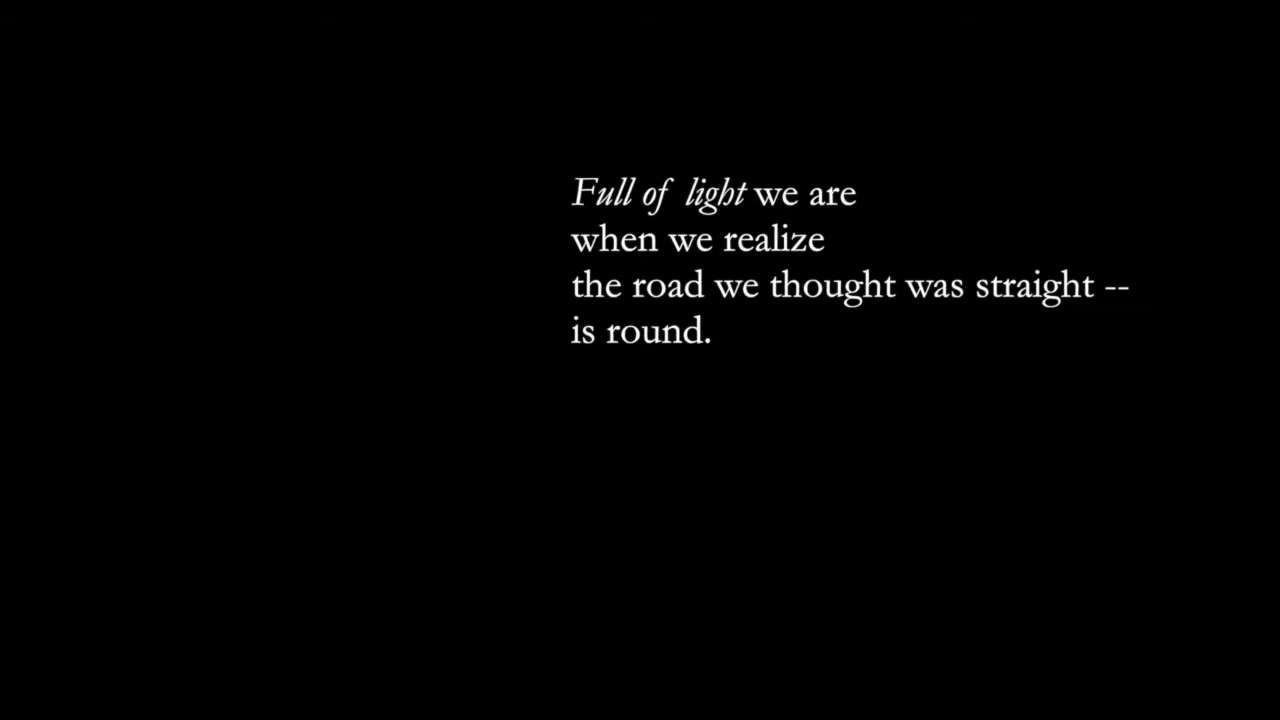 Full of light we are
when we realize
the road we thought was straight --
is round.